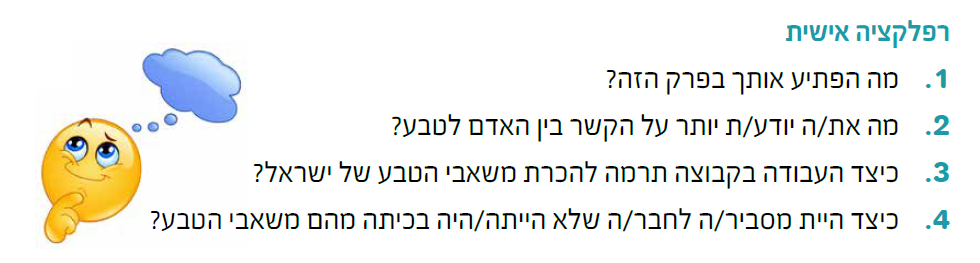 רפלקציה אישית
1. מה הפתיע אותך בפרק הזה?
2. מה את/ה יודע/ת יותר על הקשר בין האדם לטבע?
3. כיצד העבודה בקבוצה תרמה להכרת משאבי הטבע של ישראל?
4. כיצד היית מסביר/ה לחבר/ה שלא הייתה/היה בכיתה מהם משאבי הטבע?